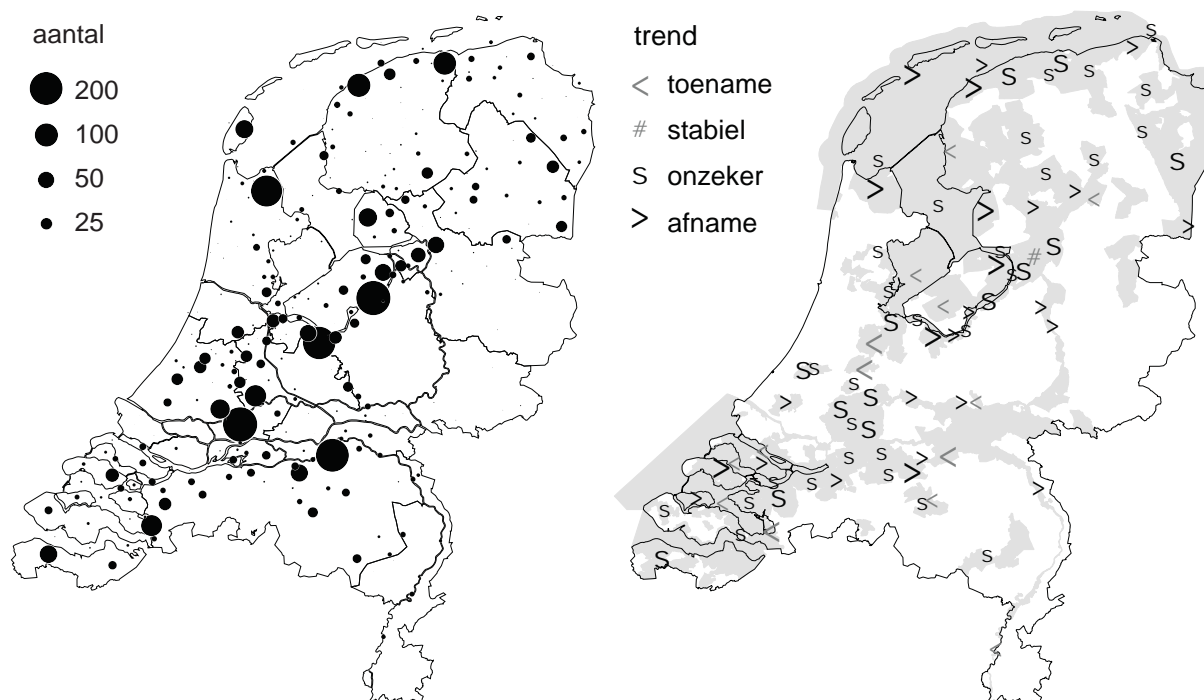 aantal
200
100
50
25
trend
< toename
# stabiel
S onzeker
> afname